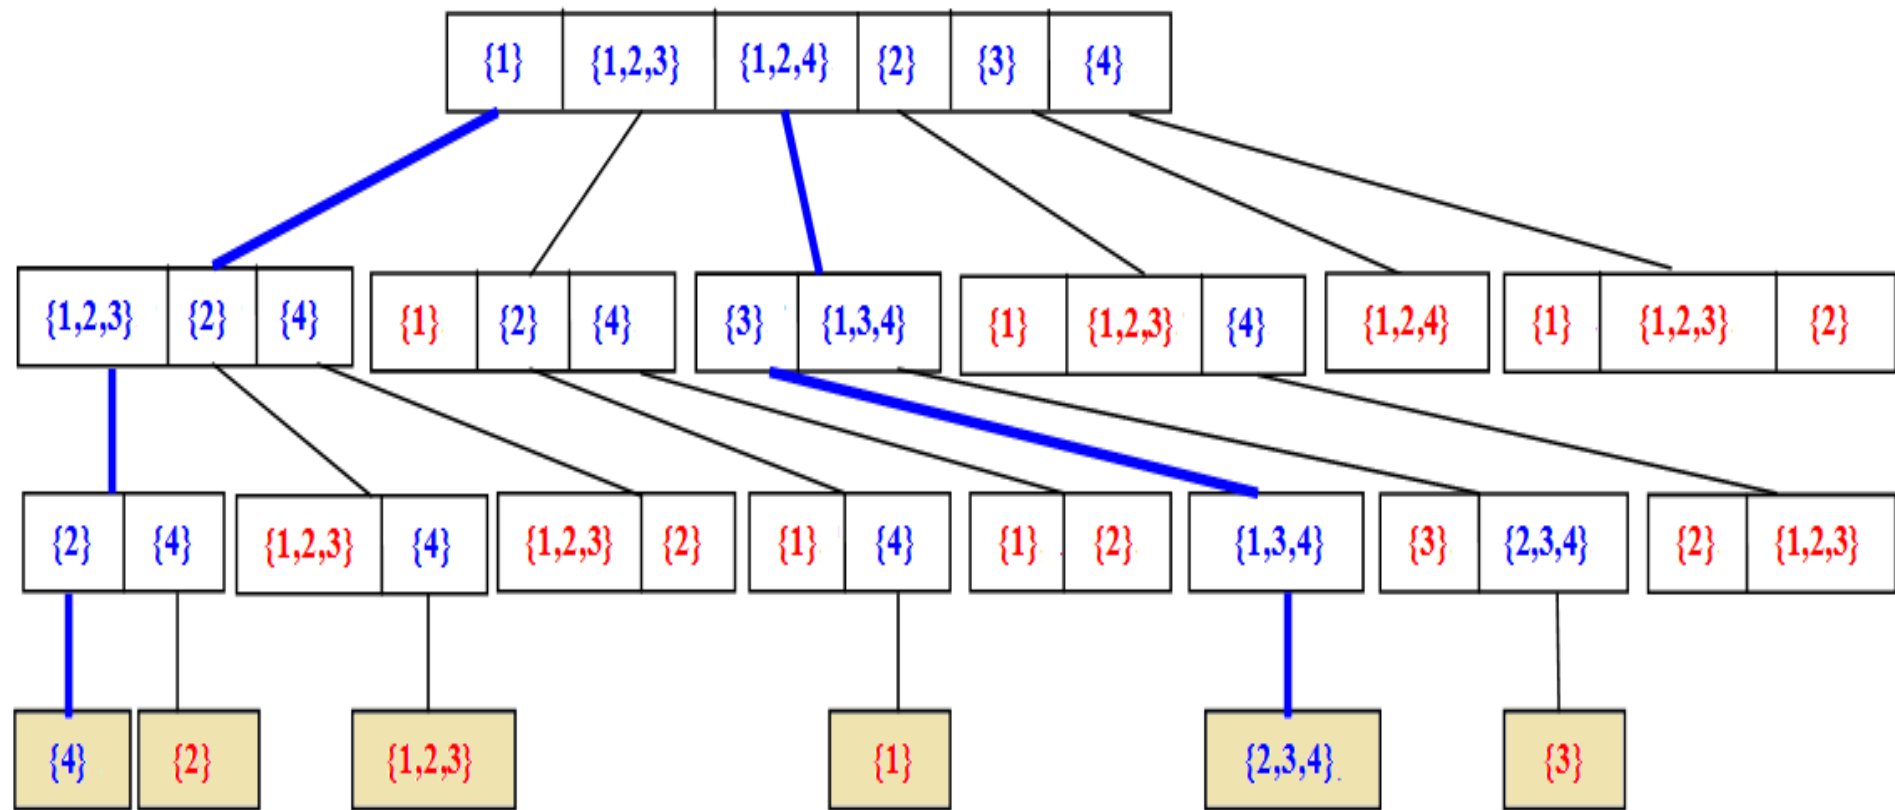 {1} {1,2,3} {1,2,4} {2} {3} {4}
{1,2,3} {2} {4} {1} {2} {4} {3} {1,3,4} {1} {1,2,3} {4} {1,2,4} {1} {1,2,3} {2}
{2} {4} {1,2,3} {4} {1,2,3} {2} {1} {4} {1} {2} {1,3,4} {3} {2,3,4} {2} {1,2,3}
{4} {2} {1,2,3} {1} {2,3,4} {3}